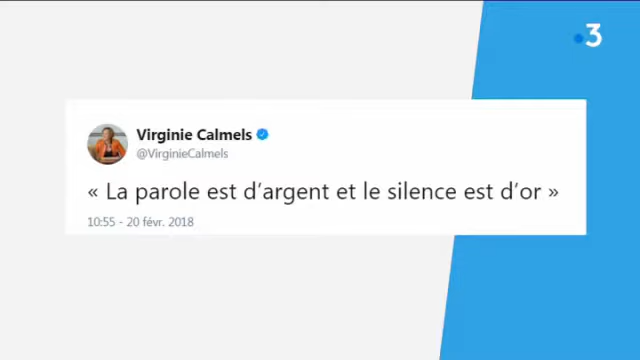 3
Virginie Calmels
@VirginieCalmels
« La parole est d’argent et le silence est d’or »
10:55 - 20 févr. 2018